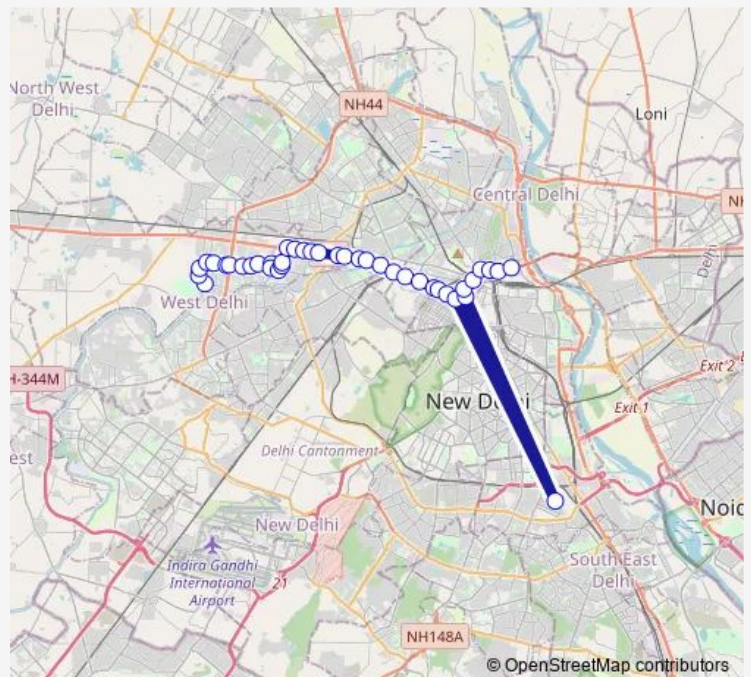 North West
Delhi
NH44
Loni
Central Delhi
NH
Delhi
West Delhi
H-344M
Exit 2
New Delhi
Exit 1
est
Delhi Cantonment
New Delhi
Noid
Indira Gandhi
International
Airport
21
South East
Delhi
NH148A
© OpenStreetMap contributors